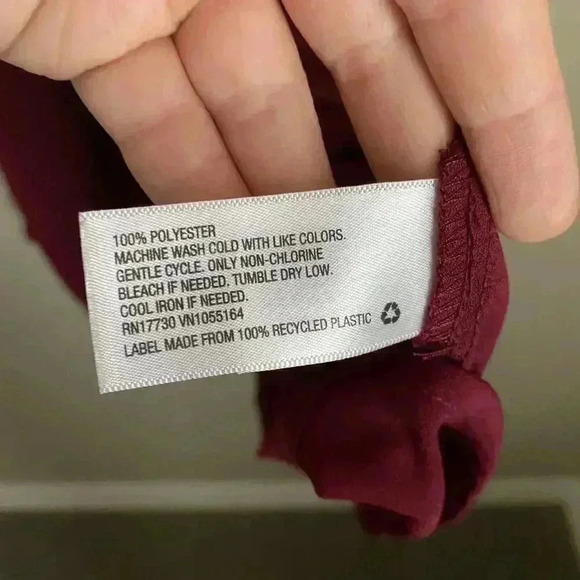 100% POLYESTER
MACHINE WASH COLD WITH LIKE COLORS.
GENTLE CYCLE. ONLY NON-CHLORINE
BLEACH IF NEEDED. TUMBLE DRY LOW.
COOL IRON IF NEEDED.
RN17730 VN1055164
LABEL MADE FROM 100% RECYCLED PLASTIC